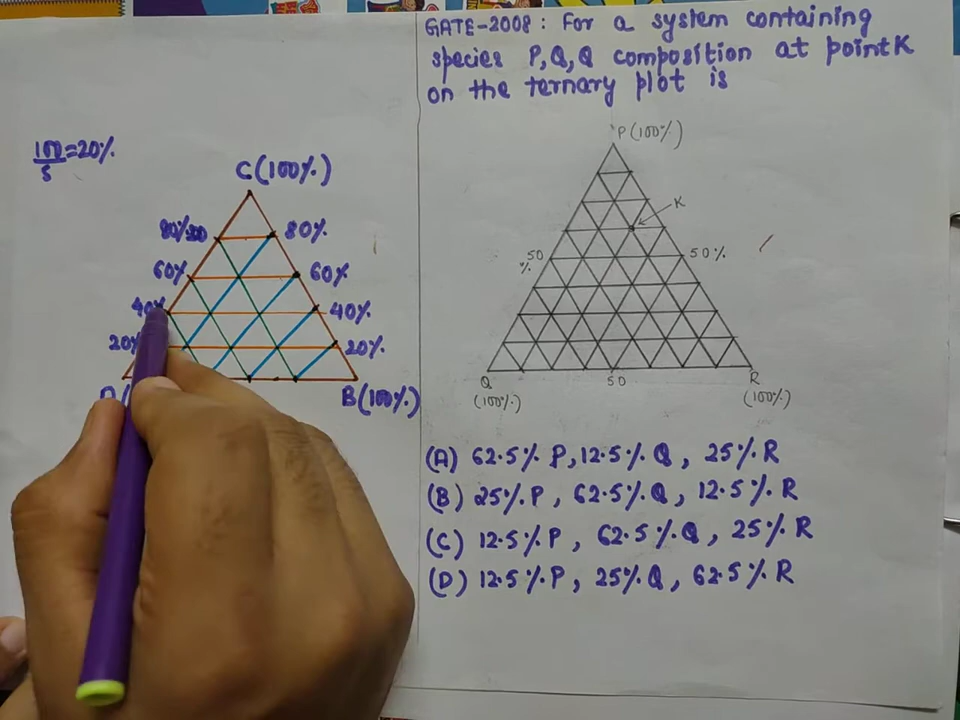 GATE-2008: For a system containing
species P,Q,Q composition at point K
on the ternary plot is
100/5=20%
C(100%)
80%
80%
60%
60%
40%
40%
20%
20%
B(100%)
P(100%)
K
50
%
50%
Q
(100%)
50
R
(100%)
(A) 62.5% P, 12.5% Q, 25% R
(B) 25% P, 62.5% Q, 12.5% R
(C) 12.5% P, 62.5% Q, 25% R
(D) 12.5% P, 25% Q, 62.5% R